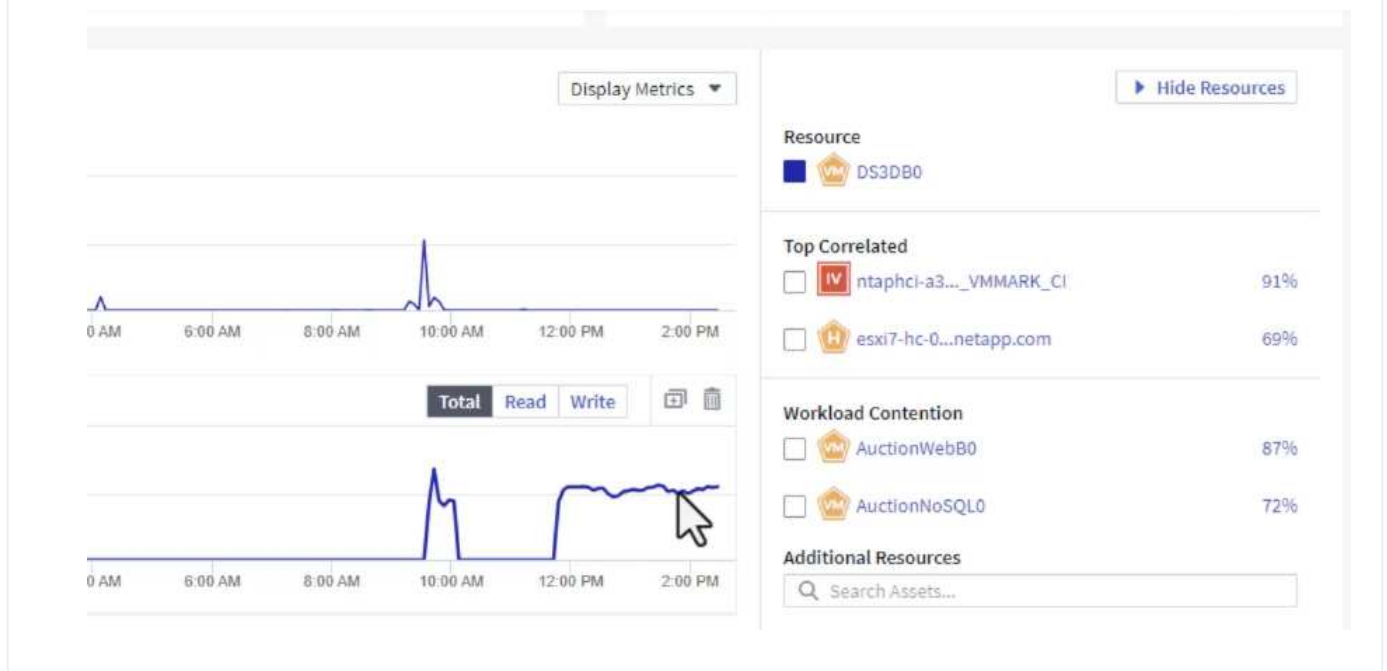 Display Metrics
Hide Resources
Resource
VM DS3DB0
Top Correlated
IV ntaphci-a3..._VMMARK_CI 91%
H esxi7-hc-0...netapp.com 69%
0 AM 6:00 AM 8:00 AM 10:00 AM 12:00 PM 2:00 PM
Total Read Write
Workload Contention
VM AuctionWebB0 87%
VM AuctionNoSQL0 72%
Additional Resources
Search Assets...
0 AM 6:00 AM 8:00 AM 10:00 AM 12:00 PM 2:00 PM